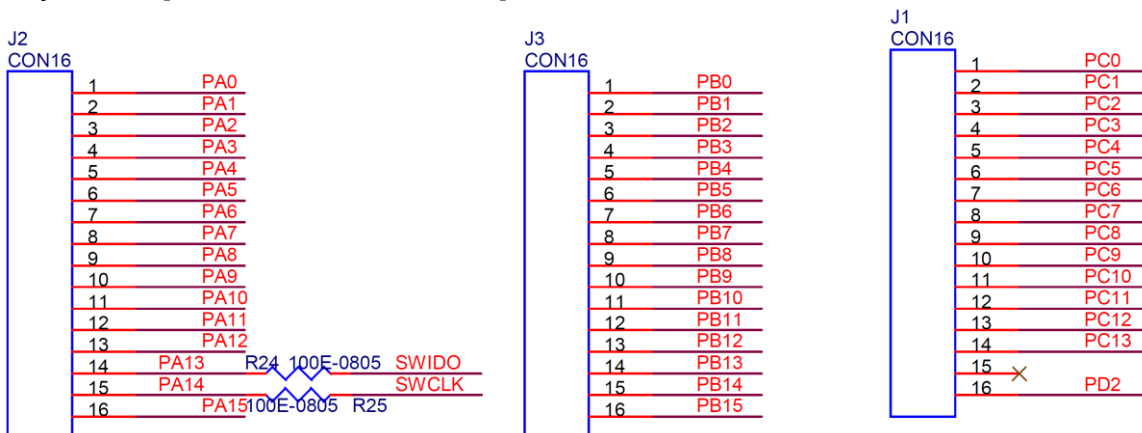 J2
CON16
1 PA0
2 PA1
3 PA2
4 PA3
5 PA4
6 PA5
7 PA6
8 PA7
9 PA8
10 PA9
11 PA10
12 PA11
13 PA12
14 PA13 R24 100E-0805 SWIDO
15 PA14 SWCLK
16 PA15 100E-0805 R25
J3
CON16
1 PB0
2 PB1
3 PB2
4 PB3
5 PB4
6 PB5
7 PB6
8 PB7
9 PB8
10 PB9
11 PB10
12 PB11
13 PB12
14 PB13
15 PB14
16 PB15
J1
CON16
1 PC0
2 PC1
3 PC2
4 PC3
5 PC4
6 PC5
7 PC6
8 PC7
9 PC8
10 PC9
11 PC10
12 PC11
13 PC12
14 PC13
15
16 PD2